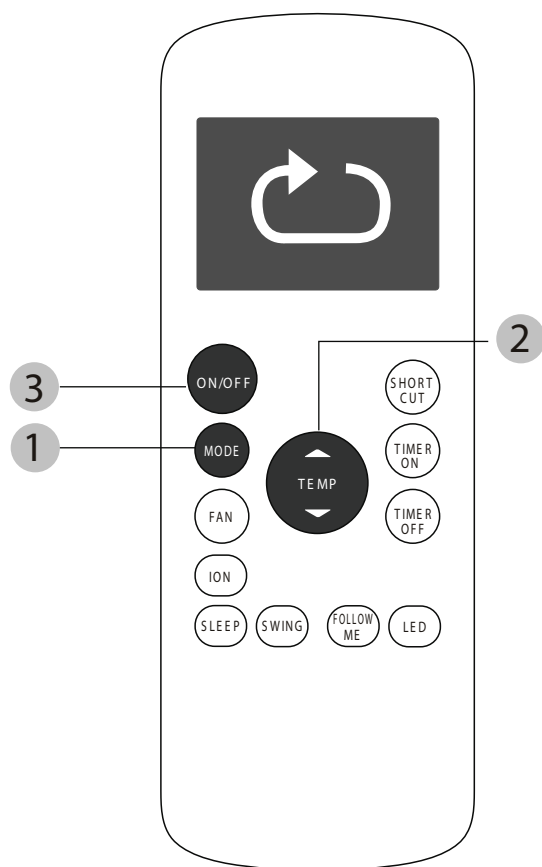 2
3
ON/OFF
SHORT
CUT
1
MODE
TEMP
TIMER
ON
FAN
TIMER
OFF
ION
SLEEP
SWING
FOLLOW
ME
LED